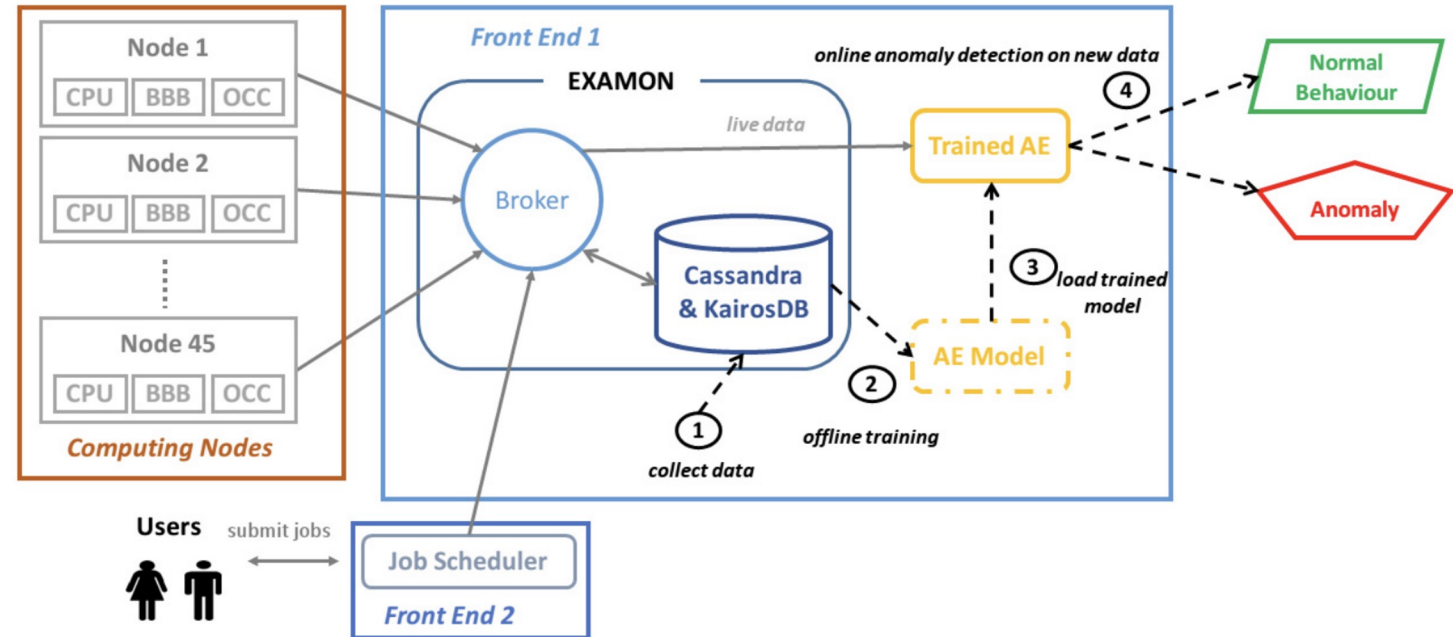 Node 1
CPU BBB OCC
Node 2
CPU BBB OCC
Node 45
CPU BBB OCC
Computing Nodes
Front End 1
EXAMON
Broker
live data
Cassandra
& KairosDB
1
collect data
2
offline training
AE Model
3
load trained
model
Trained AE
online anomaly detection on new data
4
Normal
Behaviour
Anomaly
Users
submit jobs
Job Scheduler
Front End 2